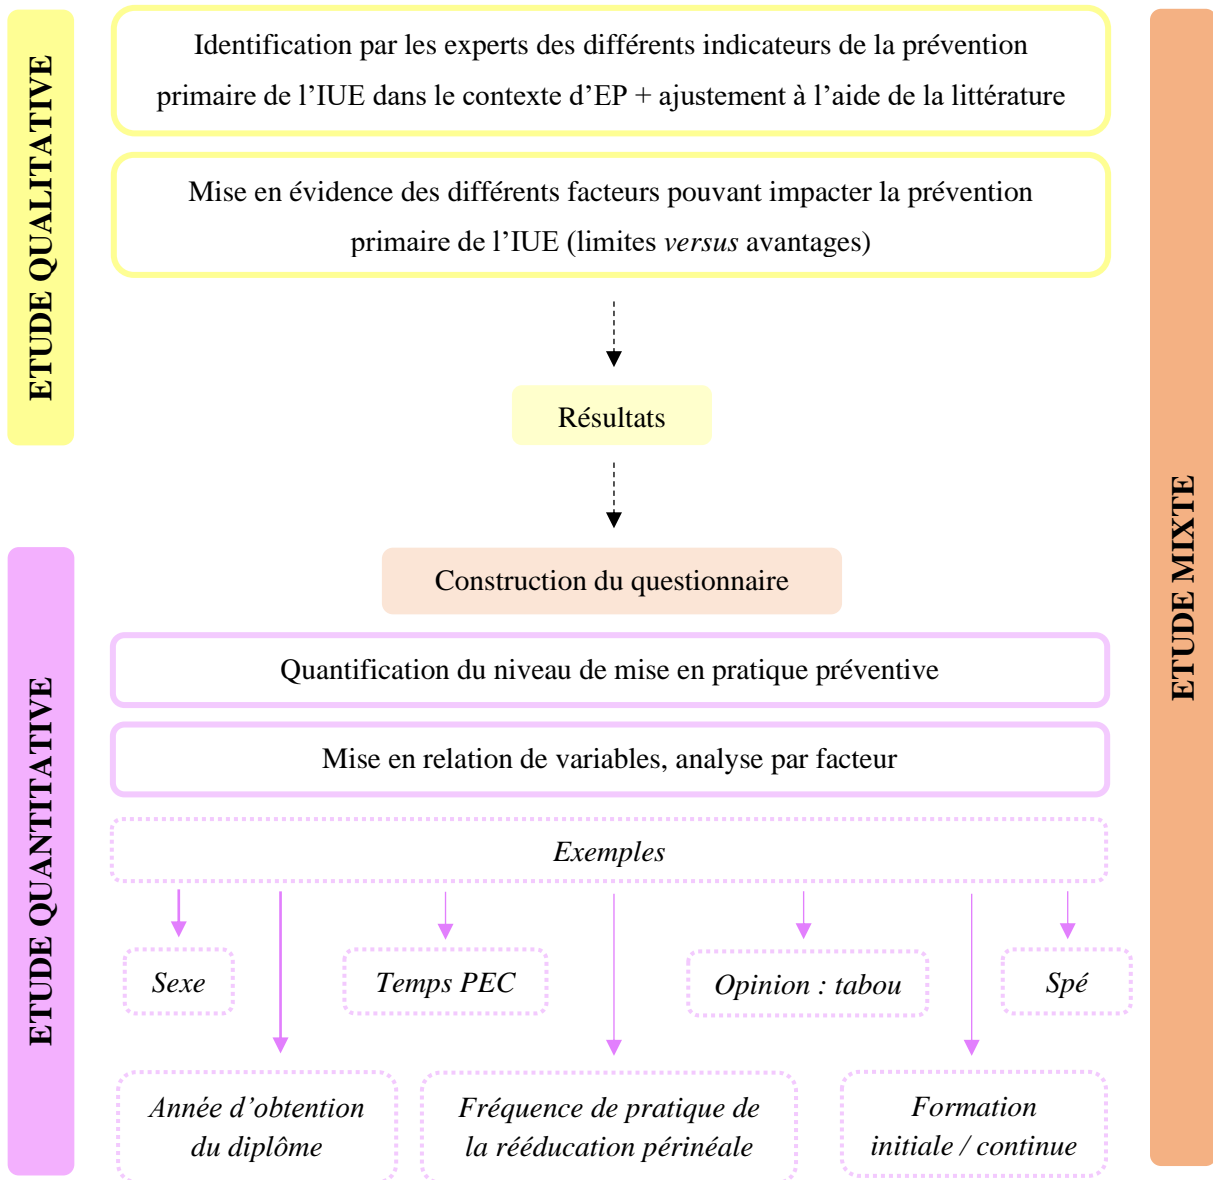 ETUDE QUALITATIVE
Identification par les experts des différents indicateurs de la prévention
primaire de l’IUE dans le contexte d’EP + ajustement à l’aide de la littérature
Mise en évidence des différents facteurs pouvant impacter la prévention
primaire de l’IUE (limites versus avantages)
Résultats
ETUDE MIXTE
Construction du questionnaire
ETUDE QUANTITATIVE
Quantification du niveau de mise en pratique préventive
Mise en relation de variables, analyse par facteur
Exemples
Sexe
Temps PEC
Opinion : tabou
Spé
Année d’obtention
du diplôme
Fréquence de pratique de
la rééducation périnéale
Formation
initiale / continue